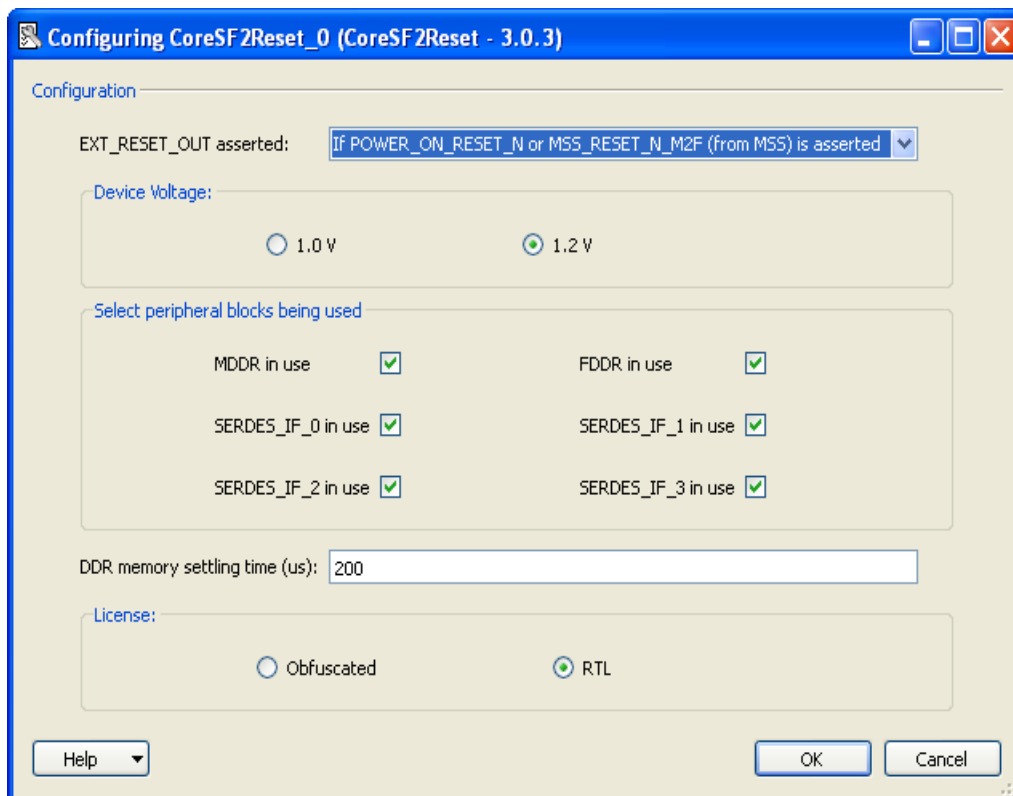 Configuring CoreSF2Reset_0 (CoreSF2Reset - 3.0.3)
Configuration
EXT_RESET_OUT asserted: If POWER_ON_RESET_N or MSS_RESET_N_M2F (from MSS) is asserted
Device Voltage:
1.0 V 1.2 V
Select peripheral blocks being used
MDDR in use FDDR in use
SERDES_IF_0 in use SERDES_IF_1 in use
SERDES_IF_2 in use SERDES_IF_3 in use
DDR memory settling time (us): 200
License:
Obfuscated RTL
Help OK Cancel